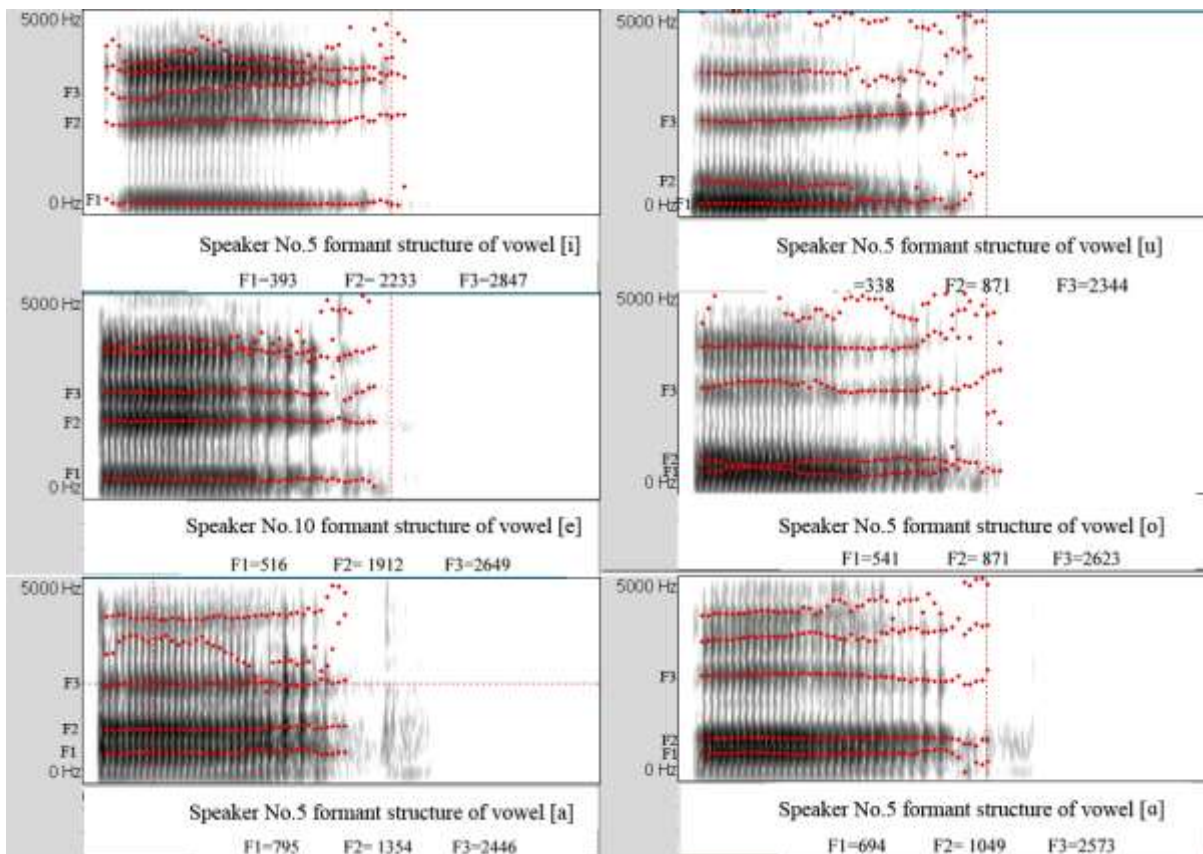 5000 Hz
F3
F2
F1
0 Hz
Speaker No.5 formant structure of vowel [i]
F1=393 F2= 2233 F3=2847
5000 Hz
F3
F2
F1
0 Hz
Speaker No.5 formant structure of vowel [u]
=338 F2= 871 F3=2344
5000 Hz
F3
F2
F1
0 Hz
Speaker No.10 formant structure of vowel [e]
F1=516 F2= 1912 F3=2649
5000 Hz
F3
F2
0 Hz
Speaker No.5 formant structure of vowel [o]
F1=541 F2= 871 F3=2623
5000 Hz
F3
F2
F1
0 Hz
Speaker No.5 formant structure of vowel [a]
F1=795 F2= 1354 F3=2446
5000 Hz
F3
F2
F1
0 Hz
Speaker No.5 formant structure of vowel [ɑ]
F1=694 F2= 1049 F3=2573